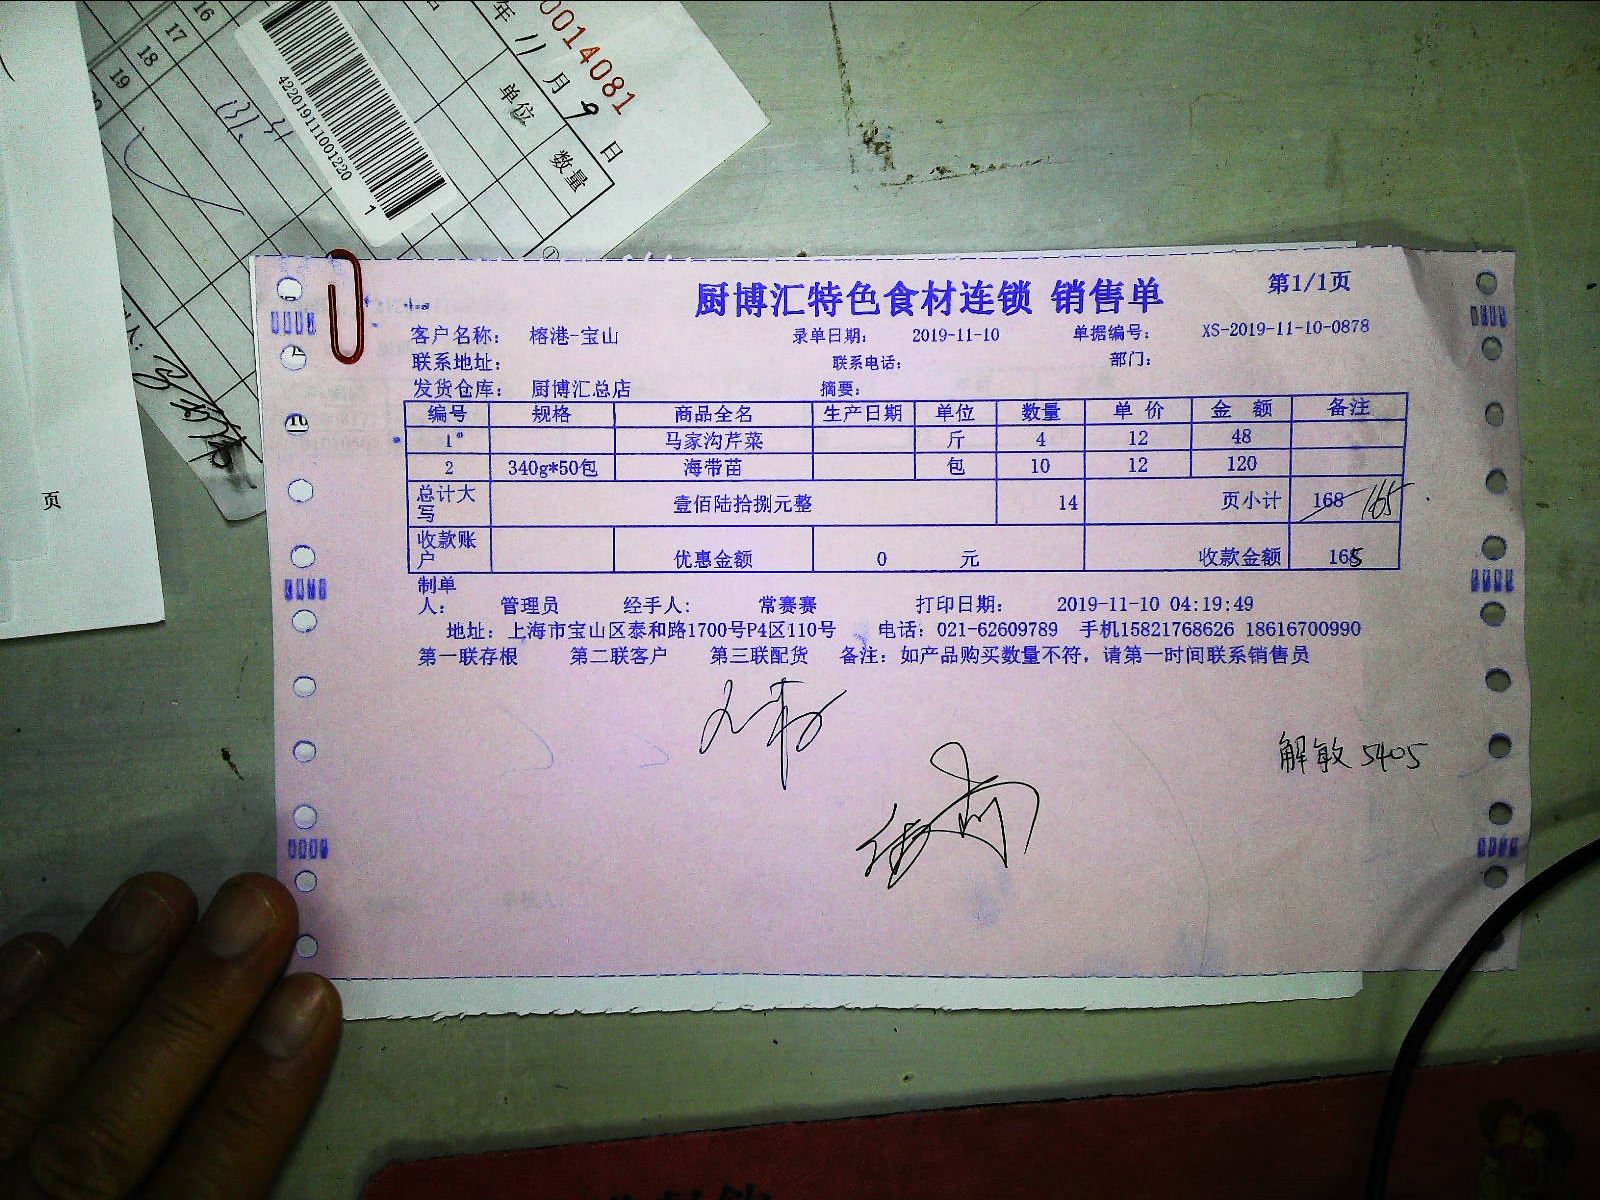 16
17
18
19
4220191110012​20
1
00014081
年11月9日
单位
数量
①
页
厨博汇特色食材连锁 销售单
第1/1页
客户名称: 榕港-宝山 录单日期: 2019-11-10 单据编号: XS-2019-11-10-0878
联系地址: 联系电话: 部门:
发货仓库: 厨博汇总店 摘要:
编号 规格 商品全名 生产日期 单位 数量 单 价 金 额 备注
1 马家沟芹菜 斤 4 12 48
2 340g*50包 海带苗 包 10 12 120
总计大写 壹佰陆拾捌元整 14 页小计 168 165
收款账户 优惠金额 0 元 收款金额 165
制单人: 管理员 经手人: 常赛赛 打印日期: 2019-11-10 04:19:49
地址: 上海市宝山区泰和路1700号P4区110号 电话: 021-62609789 手机15821768626 18616700990
第一联存根 第二联客户 第三联配货 备注: 如产品购买数量不符, 请第一时间联系销售员
解敏 5405